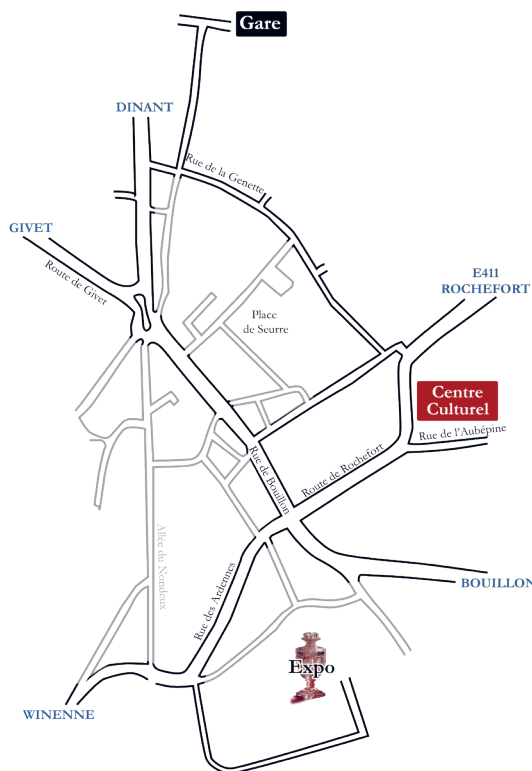 Gare
DINANT
Rue de la Genette
GIVET
Route de Givet
E411
ROCHEFORT
Place
de Seurre
Centre
Culturel
Rue de l'Aubépine
Rue de Bouillon
Route de Rochefort
Allée du Nondeux
Rue des Ardennes
BOUILLON
Expo
WINENNE